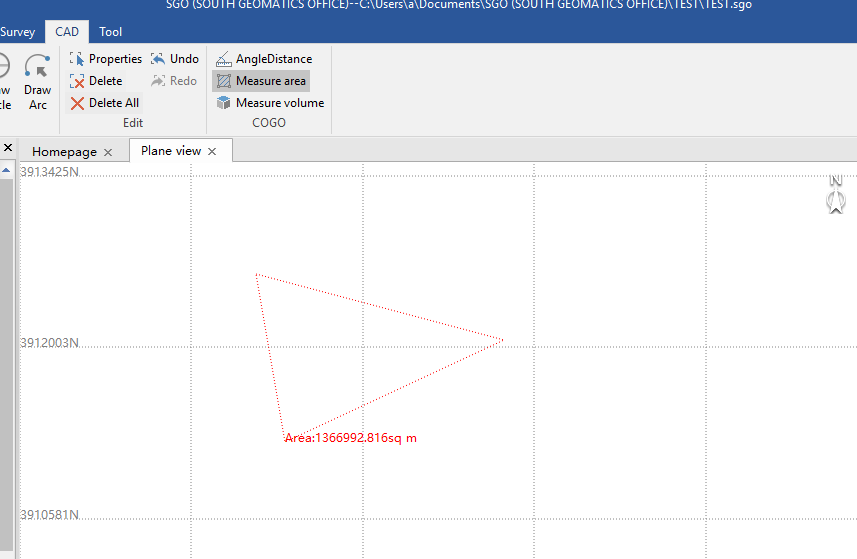 SGO (SOUTH GEOMATICS OFFICE)--C:\Users\a\Documents\SGO (SOUTH GEOMATICS OFFICE)\TEST\TEST.sgo
Survey CAD Tool
Draw Arc
Properties Undo
Delete Redo
Delete All
Edit
AngleDistance
Measure area
Measure volume
COGO
Homepage Plane view
3913425N
N
3912003N
Area:1366992.816sq m
3910581N